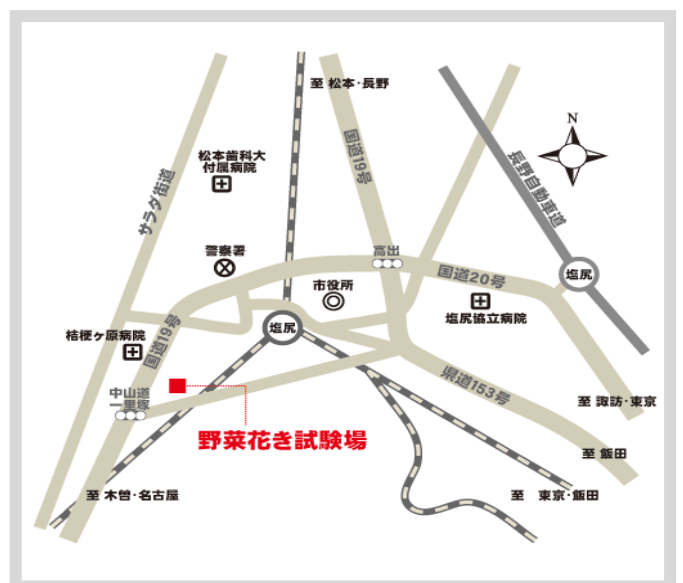 至 松本・長野
N
国道19号
長野自動車道
松本歯科大
付属病院
サラダ街道
警察署
高出
国道20号
塩尻
市役所
塩尻協立病院
塩尻
国道19号
桔梗ヶ原病院
中山道
一里塚
県道153号
至 諏訪・東京
野菜花き試験場
至 飯田
至 木曽・名古屋
至 東京・飯田